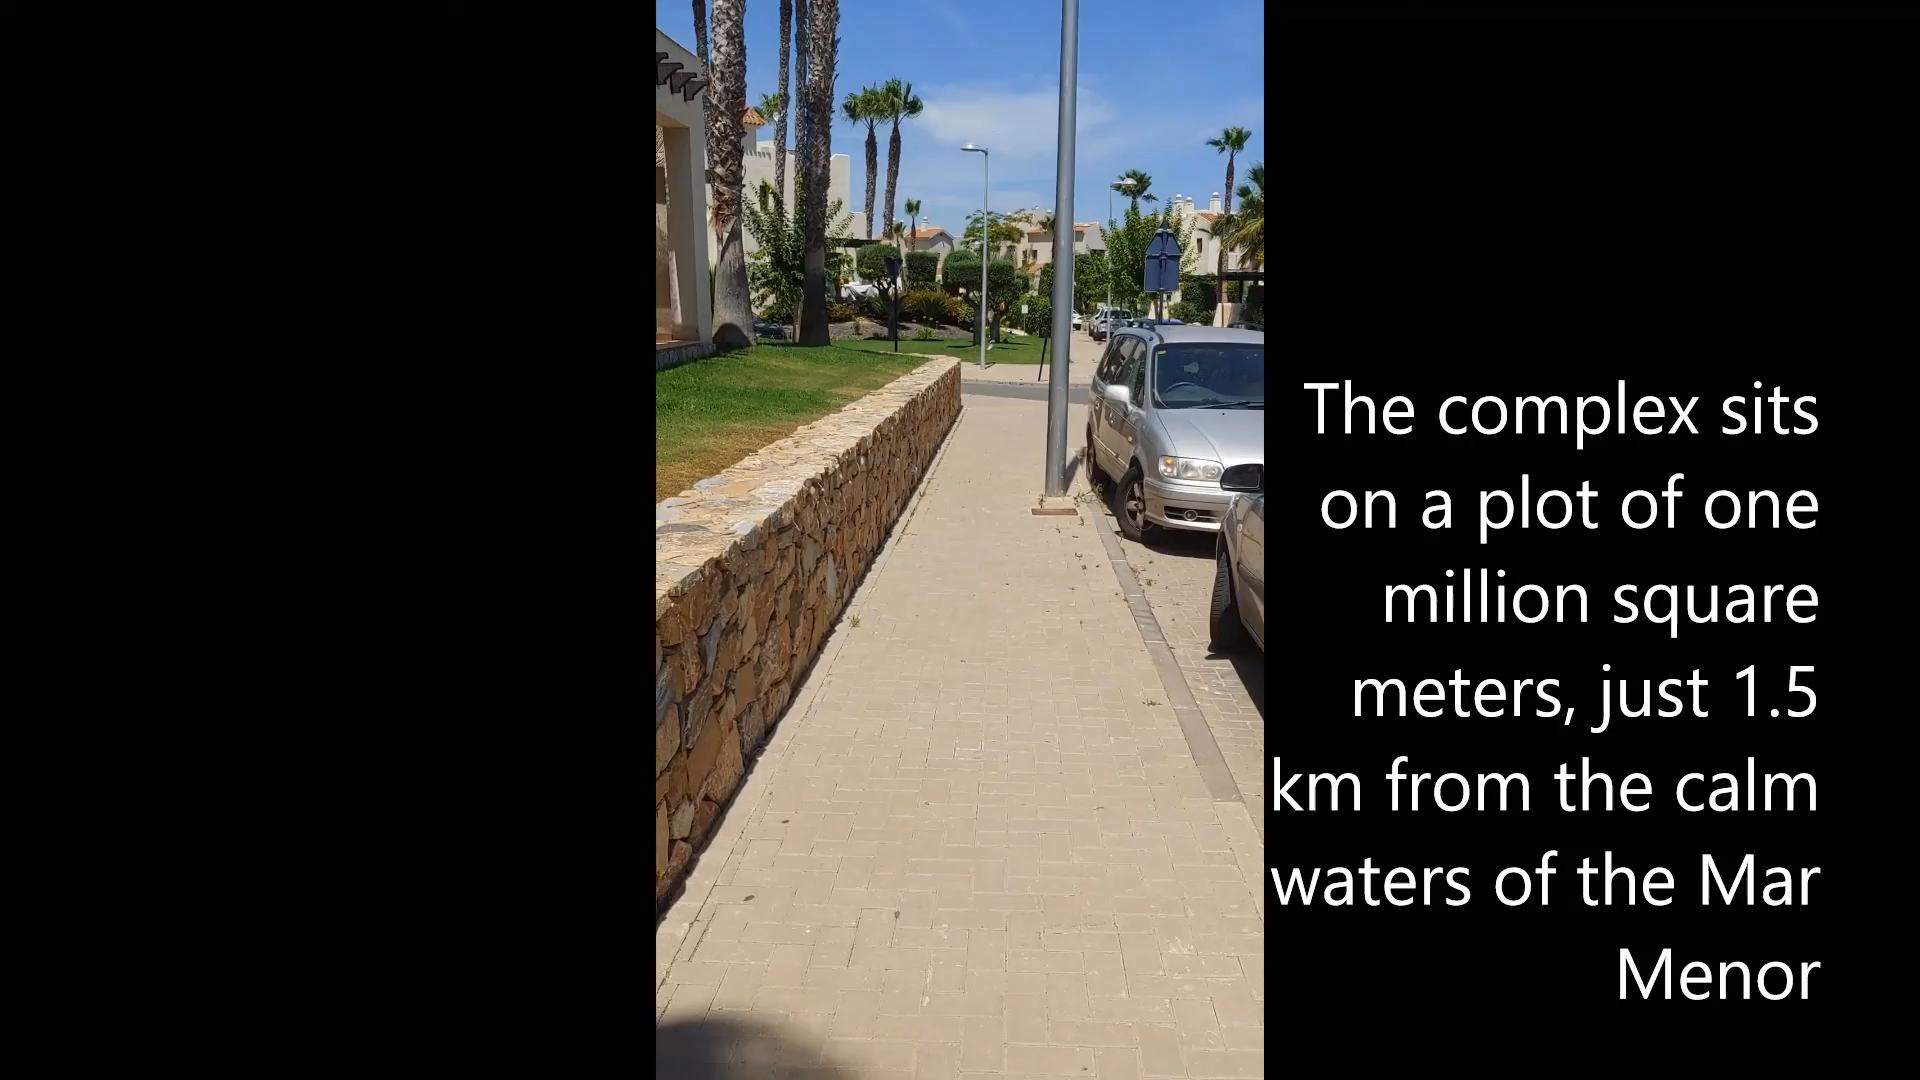 The complex sits
on a plot of one
million square
meters, just 1.5
km from the calm
waters of the Mar
Menor